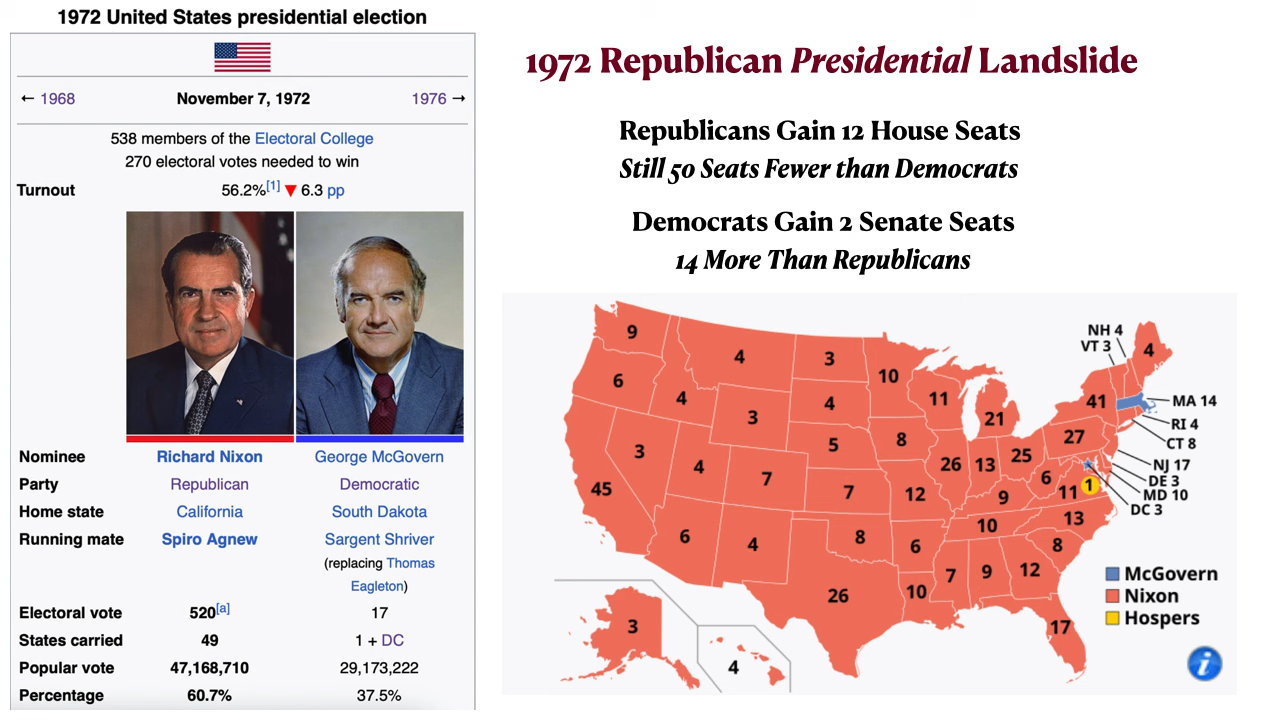 1972 United States presidential election
← 1968
November 7, 1972
1976 →
538 members of the Electoral College
270 electoral votes needed to win
Turnout
56.2%[1] ▼ 6.3 pp
Nominee
Richard Nixon
George McGovern
Party
Republican
Democratic
Home state
California
South Dakota
Running mate
Spiro Agnew
Sargent Shriver
(replacing Thomas
Eagleton)
Electoral vote
520[a]
17
States carried
49
1 + DC
Popular vote
47,168,710
29,173,222
Percentage
60.7%
37.5%
1972 Republican Presidential Landslide
Republicans Gain 12 House Seats
Still 50 Seats Fewer than Democrats
Democrats Gain 2 Senate Seats
14 More Than Republicans
9
4
3
10
NH 4
VT 3
4
6
4
3
4
11
21
41
MA 14
RI 4
CT 8
3
4
7
5
8
26
13
25
27
NJ 17
DE 3
MD 10
DC 3
45
7
12
9
6
11
1
13
6
4
8
6
10
8
26
10
7
9
12
17
3
4
McGovern
Nixon
Hospers
i